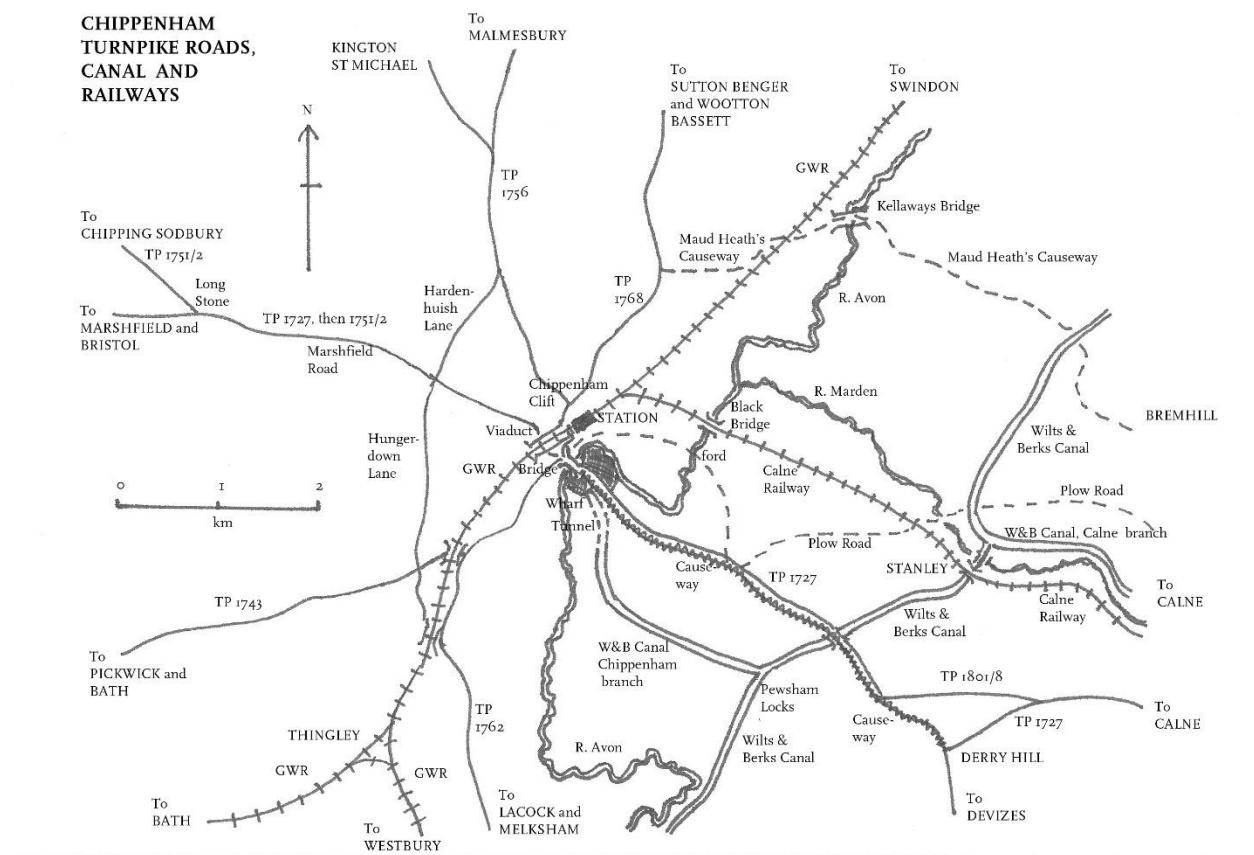 CHIPPENHAM
TURNPIKE ROADS,
CANAL AND
RAILWAYS
To
MALMESBURY
KINGTON
ST MICHAEL
To
SUTTON BENGER
and WOOTTON
BASSETT
To
SWINDON
N
GWR
TP
1756
Kellaways Bridge
To
CHIPPING SODBURY
TP 1751/2
Maud Heath's
Causeway
Maud Heath's Causeway
Long
Stone
Harden-
huish
Lane
TP
1768
R. Avon
To
MARSHFIELD and
BRISTOL
TP 1727, then 1751/2
Marshfield
Road
Chippenham
Clift
R. Marden
STATION
Black
Bridge
BREMHILL
Viaduct
Wilts &
Berks Canal
Hunger-
down
Lane
GWR
Bridge
ford
Calne
Railway
0 1 2
km
Plow Road
Wharf
Tunnel
W&B Canal, Calne branch
Plow Road
STANLEY
Cause-
way
TP 1727
To
CALNE
TP 1743
Calne
Railway
Wilts &
Berks Canal
To
PICKWICK and
BATH
W&B Canal
Chippenham
branch
TP 1801/8
Pewsham
Locks
TP
1762
Cause-
way
TP 1727
To
CALNE
THINGLEY
R. Avon
Wilts &
Berks Canal
DERRY HILL
GWR
GWR
To
BATH
To
LACOCK and
MELKSHAM
To
DEVIZES
To
WESTBURY